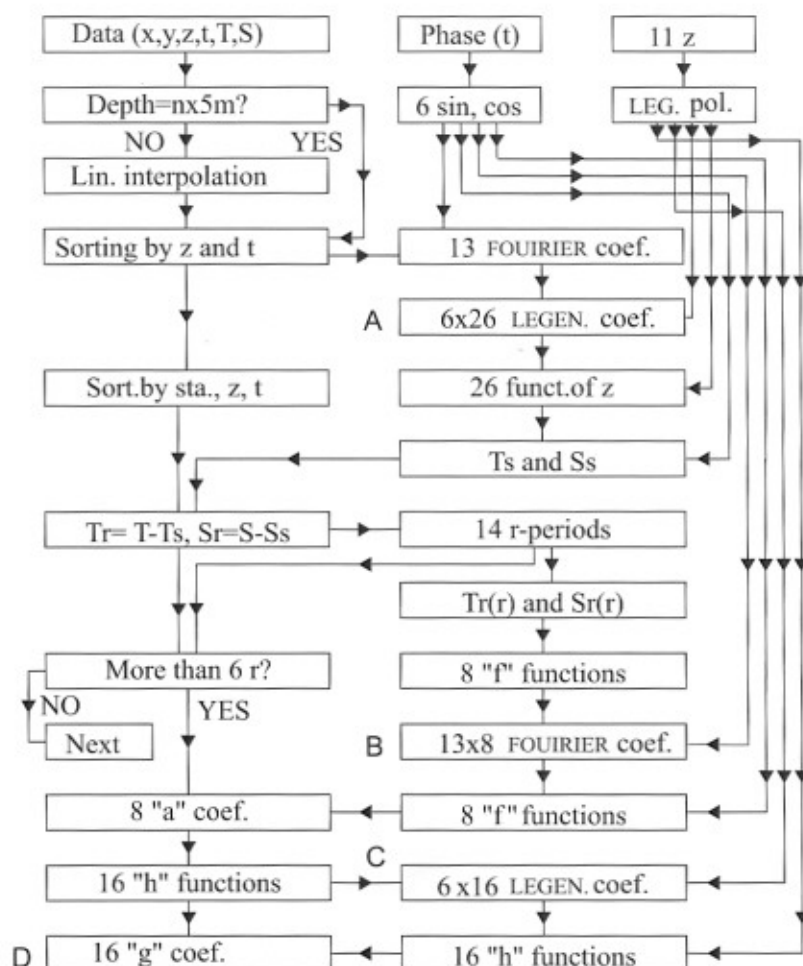 Data (x,y,z,t,T,S)
Phase (t)
11 z
Depth=nx5m?
6 sin, cos
LEG. pol.
NO
YES
Lin. interpolation
Sorting by z and t
13 FOUIRIER coef.
A
6x26 LEGEN. coef.
Sort.by sta., z, t
26 funct.of z
Ts and Ss
Tr= T-Ts, Sr=S-Ss
14 r-periods
Tr(r) and Sr(r)
More than 6 r?
8 "f" functions
NO
YES
Next
B
13x8 FOUIRIER coef.
8 "a" coef.
8 "f" functions
C
16 "h" functions
6x16 LEGEN. coef.
D
16 "g" coef.
16 "h" functions